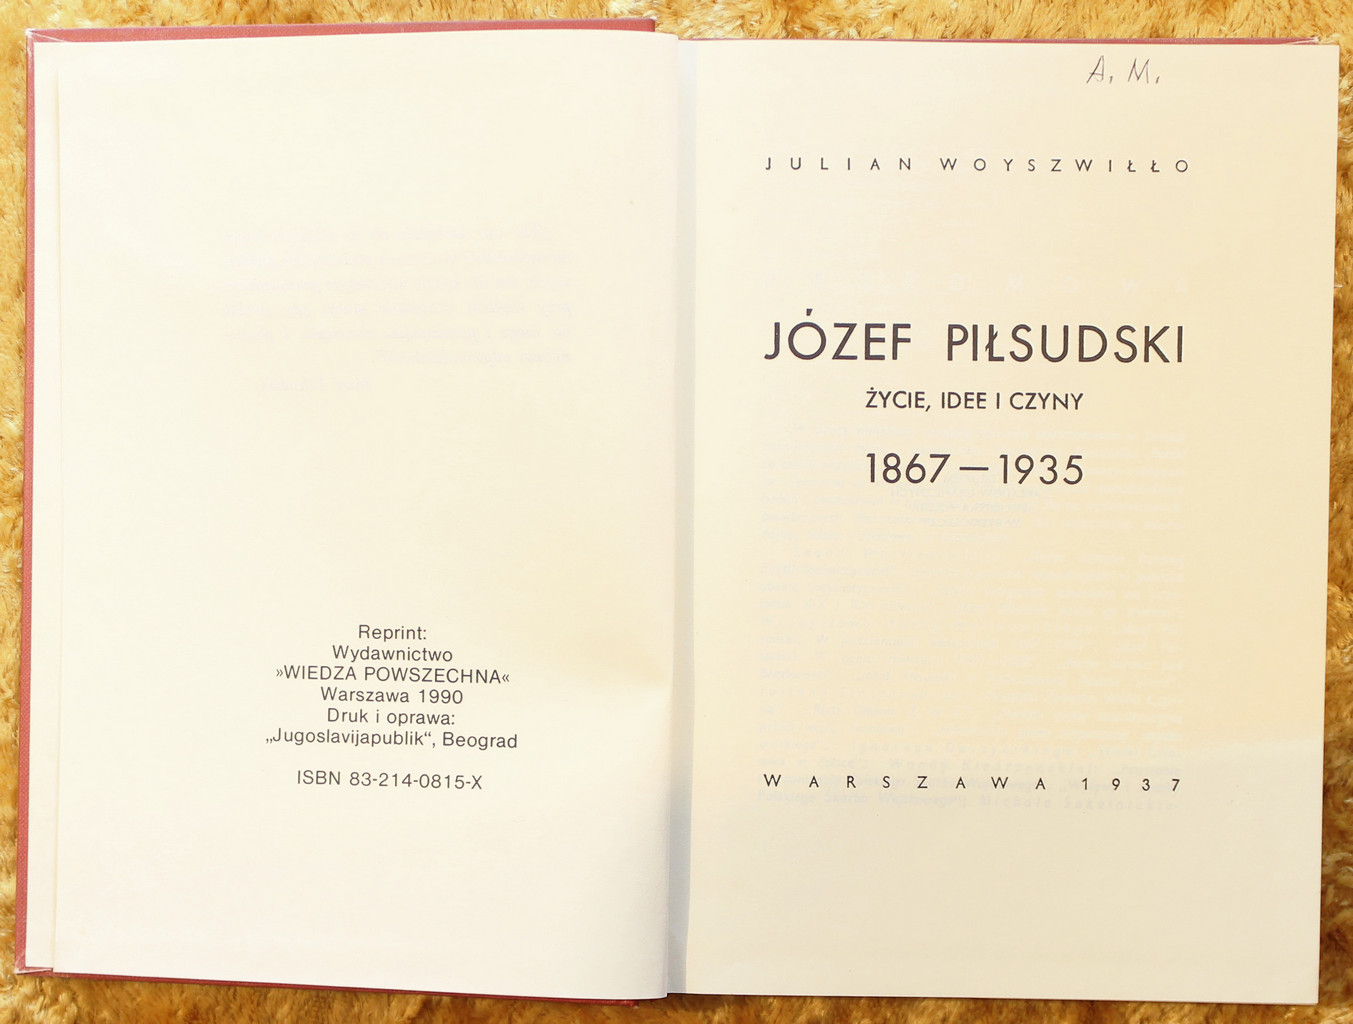 Reprint:
Wydawnictwo
»WIEDZA POWSZECHNA«
Warszawa 1990
Druk i oprawa:
„Jugoslavijapublik“, Beograd
ISBN 83-214-0815-X
A. M.
JULIAN WOYSZWIŁŁO
JÓZEF PIŁSUDSKI
ŻYCIE, IDEE I CZYNY
1867—1935
WARSZAWA 1937